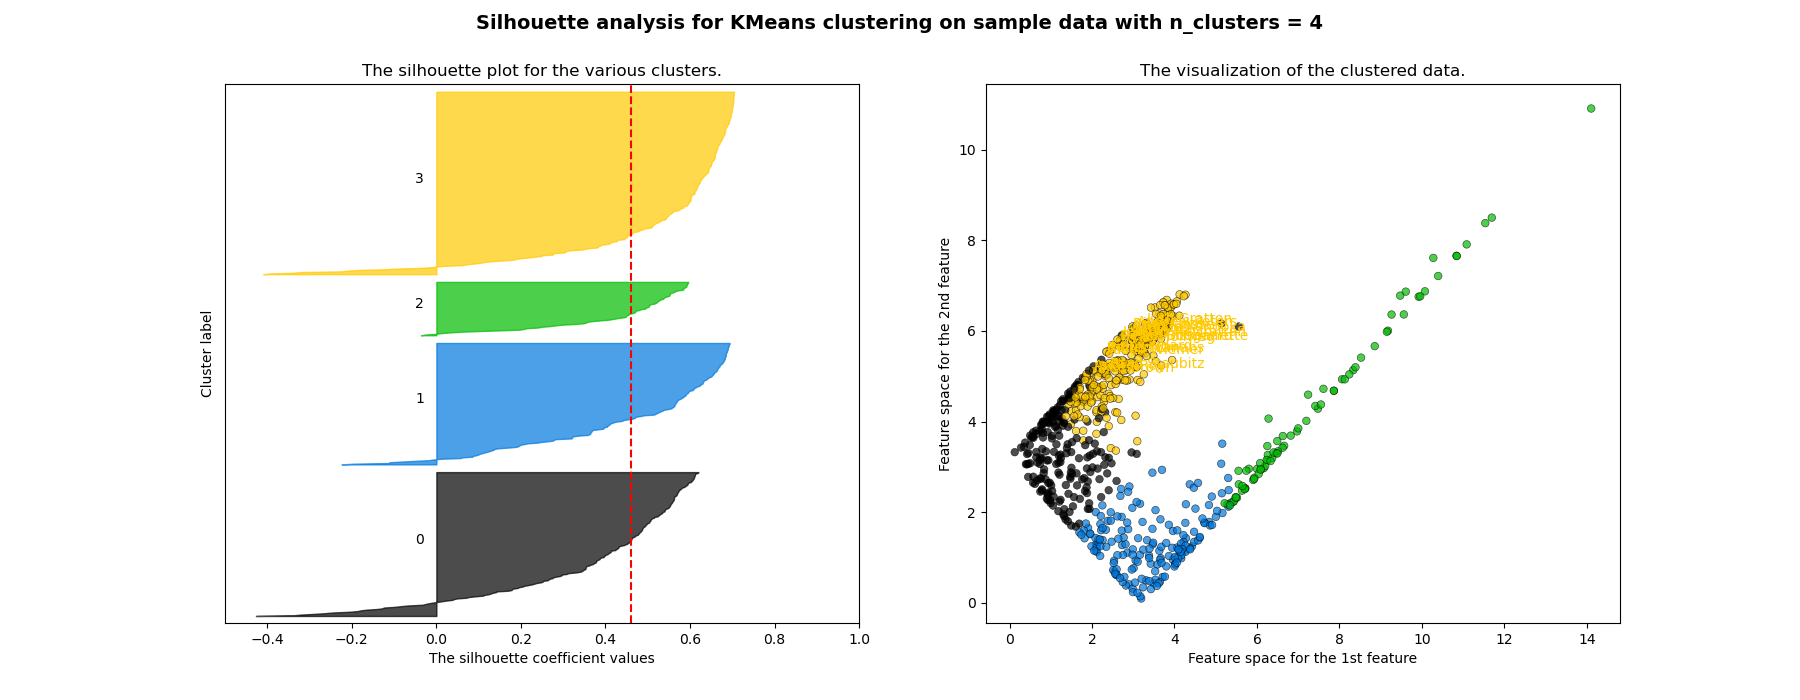 Silhouette analysis for KMeans clustering on sample data with n_clusters = 4
The silhouette plot for the various clusters.
3
2
1
0
Cluster label
−0.4 −0.2 0.0 0.2 0.4 0.6 0.8 1.0
The silhouette coefficient values
The visualization of the clustered data.
10
8
6
4
2
0
Feature space for the 2nd feature
0 2 4 6 8 10 12 14
Feature space for the 1st feature